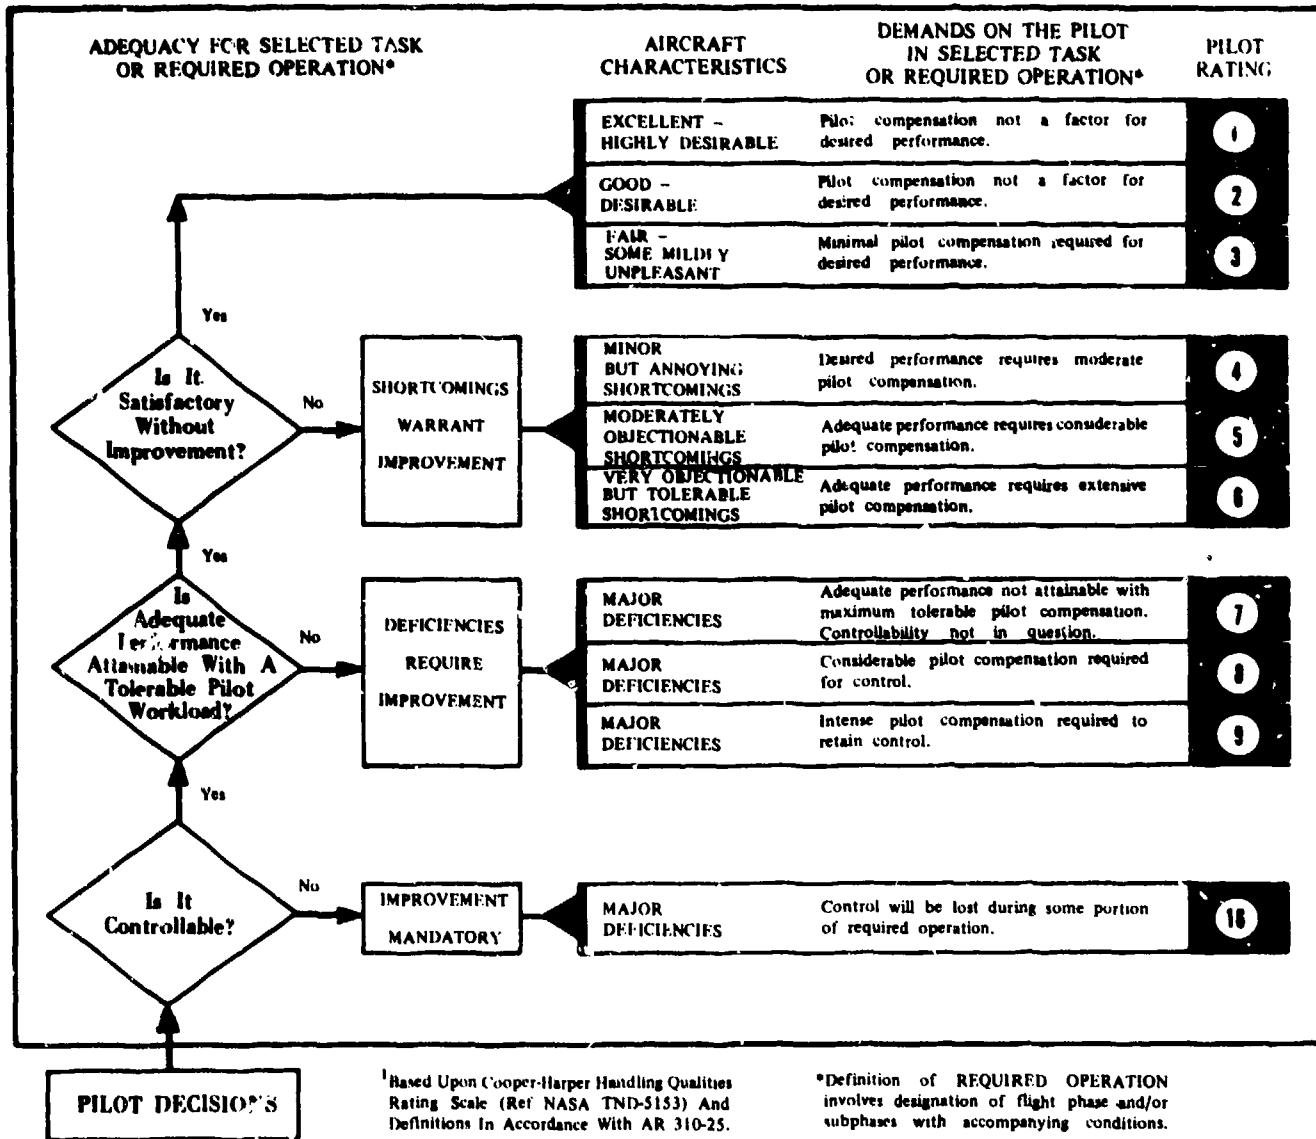 ADEQUACY FOR SELECTED TASK
OR REQUIRED OPERATION*
AIRCRAFT
CHARACTERISTICS
DEMANDS ON THE PILOT
IN SELECTED TASK
OR REQUIRED OPERATION*
PILOT
RATING
EXCELLENT –
HIGHLY DESIRABLE
Pilot compensation not a factor for
desired performance.
1
GOOD –
DESIRABLE
Pilot compensation not a factor for
desired performance.
2
FAIR –
SOME MILDLY
UNPLEASANT
Minimal pilot compensation required for
desired performance.
3
Yes
Is It
Satisfactory
Without
Improvement?
No
SHORTCOMINGS
WARRANT
IMPROVEMENT
MINOR
BUT ANNOYING
SHORTCOMINGS
Desired performance requires moderate
pilot compensation.
4
MODERATELY
OBJECTIONABLE
SHORTCOMINGS
Adequate performance requires considerable
pilot compensation.
5
VERY OBJECTIONABLE
BUT TOLERABLE
SHORTCOMINGS
Adequate performance requires extensive
pilot compensation.
6
Yes
Is
Adequate
Performance
Attainable With A
Tolerable Pilot
Workload?
No
DEFICIENCIES
REQUIRE
IMPROVEMENT
MAJOR
DEFICIENCIES
Adequate performance not attainable with
maximum tolerable pilot compensation.
Controllability not in question.
7
MAJOR
DEFICIENCIES
Considerable pilot compensation required
for control.
8
MAJOR
DEFICIENCIES
Intense pilot compensation required to
retain control.
9
Yes
Is It
Controllable?
No
IMPROVEMENT
MANDATORY
MAJOR
DEFICIENCIES
Control will be lost during some portion
of required operation.
10
PILOT DECISIONS
1Based Upon Cooper-Harper Handling Qualities
Rating Scale (Ref NASA TND-5153) And
Definitions In Accordance With AR 310-25.
*Definition of REQUIRED OPERATION
involves designation of flight phase and/or
subphases with accompanying conditions.